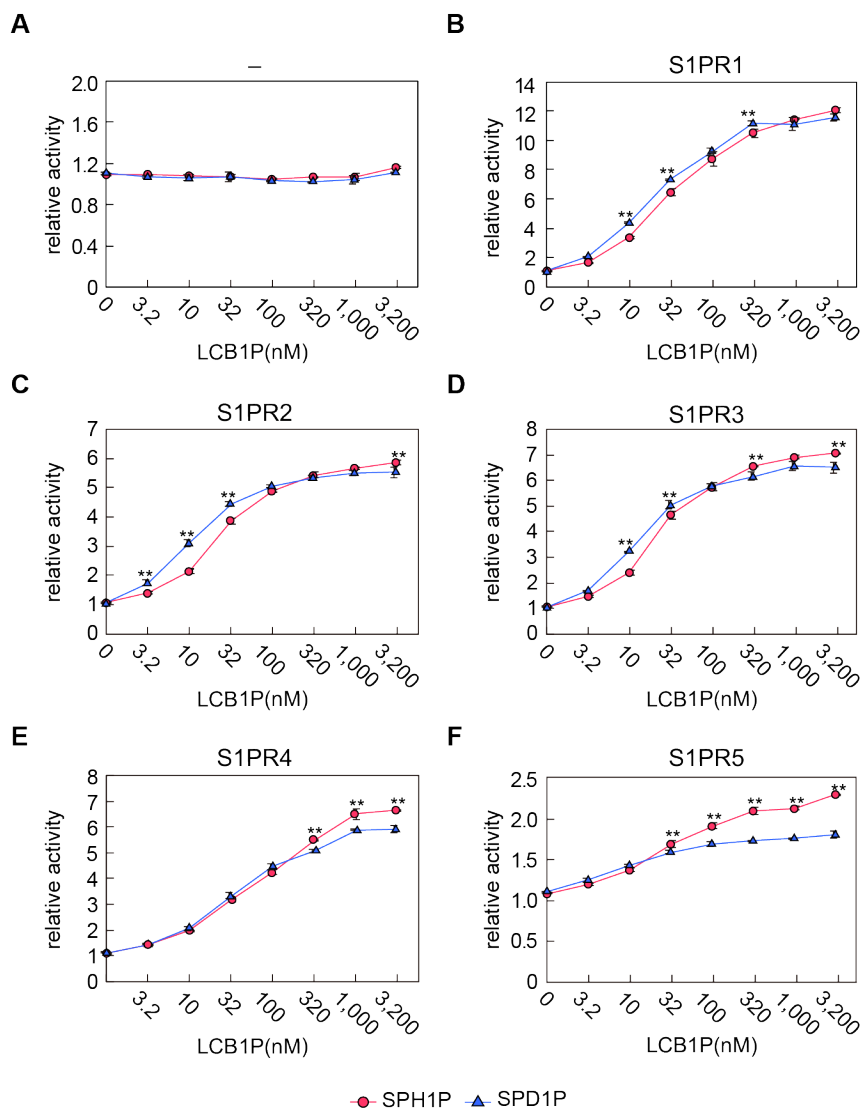 A
–
2.0
1.6
1.2
0.8
0.4
0
relative activity
0 3.2 10 32 100 320 1,000 3,200
LCB1P(nM)
B
S1PR1
14
12
10
8
6
4
2
0
relative activity
** ** **
0 3.2 10 32 100 320 1,000 3,200
LCB1P(nM)
C
S1PR2
7
6
5
4
3
2
1
0
relative activity
** ** ** **
0 3.2 10 32 100 320 1,000 3,200
LCB1P(nM)
D
S1PR3
8
7
6
5
4
3
2
1
0
relative activity
** ** ** **
0 3.2 10 32 100 320 1,000 3,200
LCB1P(nM)
E
S1PR4
8
7
6
5
4
3
2
1
0
relative activity
** ** **
3.2 10 32 100 320 1,000 3,200
LCB1P(nM)
F
S1PR5
2.5
2.0
1.5
1.0
0.5
0
relative activity
** ** ** ** **
0 3.2 10 32 100 320 1,000 3,200
LCB1P(nM)
SPH1P SPD1P